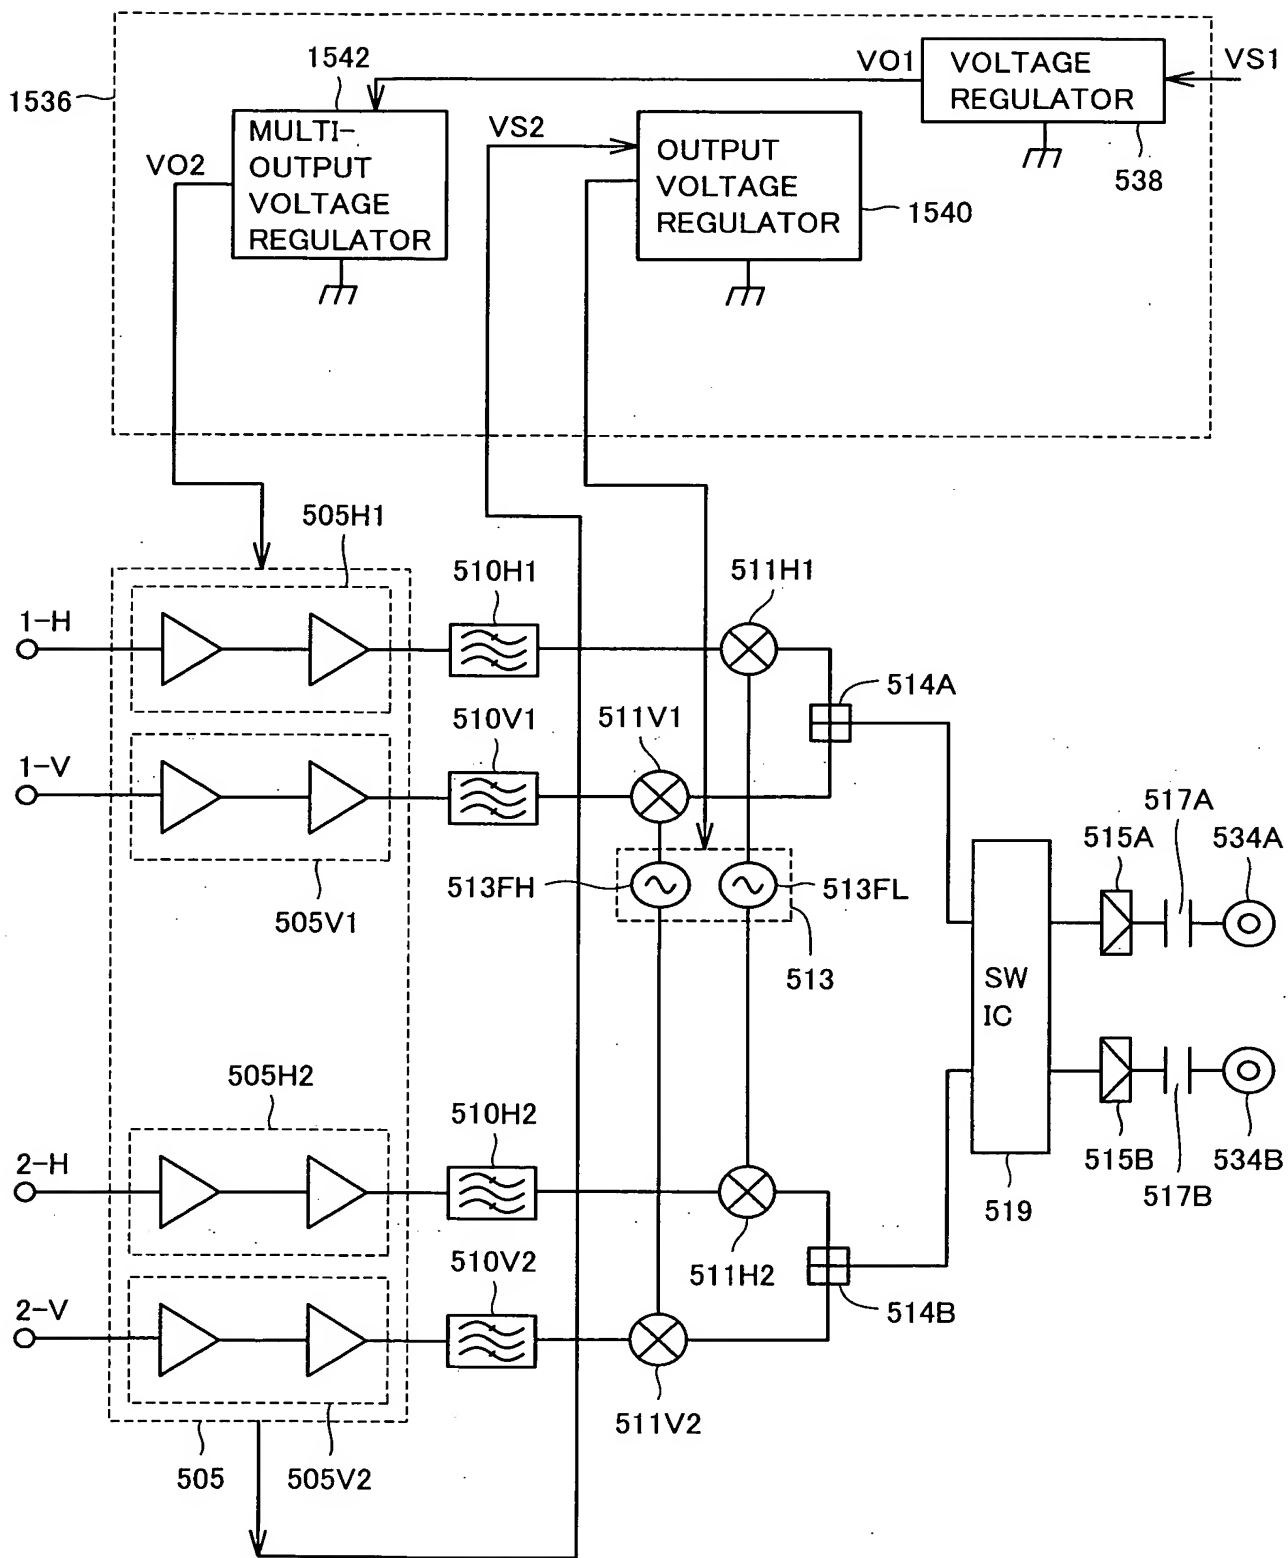 1542
VO1
VOLTAGE
REGULATOR
VS1
1536
MULTI-
OUTPUT
VOLTAGE
REGULATOR
VS2
OUTPUT
VOLTAGE
REGULATOR
538
VO2
1540
505H1
510H1
511H1
1-H
514A
510V1
511V1
1-V
517A
515A
534A
513FH
513FL
505V1
513
SW
IC
505H2
510H2
2-H
515B
534B
517B
519
510V2
511H2
2-V
514B
511V2
505
505V2